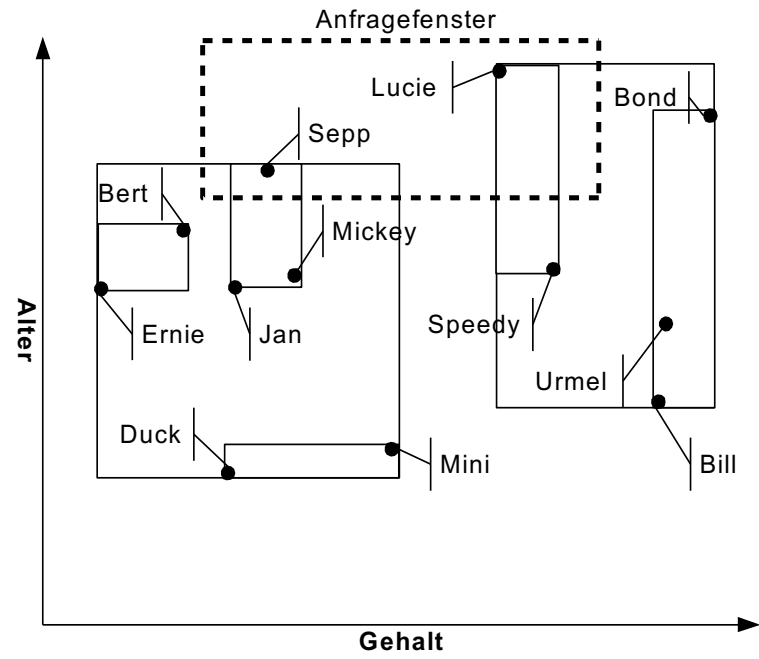 Anfragefenster
Lucie
Bond
Sepp
Bert
Mickey
Alter
Ernie
Jan
Speedy
Urmel
Duck
Mini
Bill
Gehalt